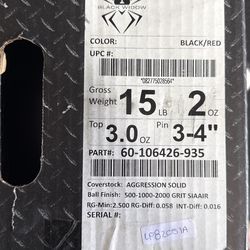 BLACK WIDOW
COLOR: BLACK/RED
UPC #:
*082775028564*
Gross Weight 15 LB 2 OZ
Top 3.0 OZ Pin 3-4"
PART#: 60-106426-935
Coverstock: AGGRESSION SOLID
Ball Finish: 500-1000-2000 GRIT SIAAIR
RG-Min:2.500 RG-Diff:0.058 INT-Diff:0.016
SERIAL #: